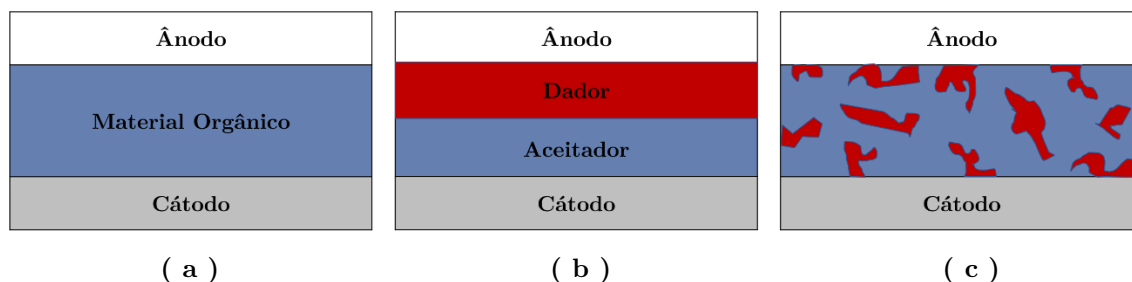 Ânodo
Material Orgânico
Cátodo
( a )
Ânodo
Dador
Aceitador
Cátodo
( b )
Ânodo
Cátodo
( c )